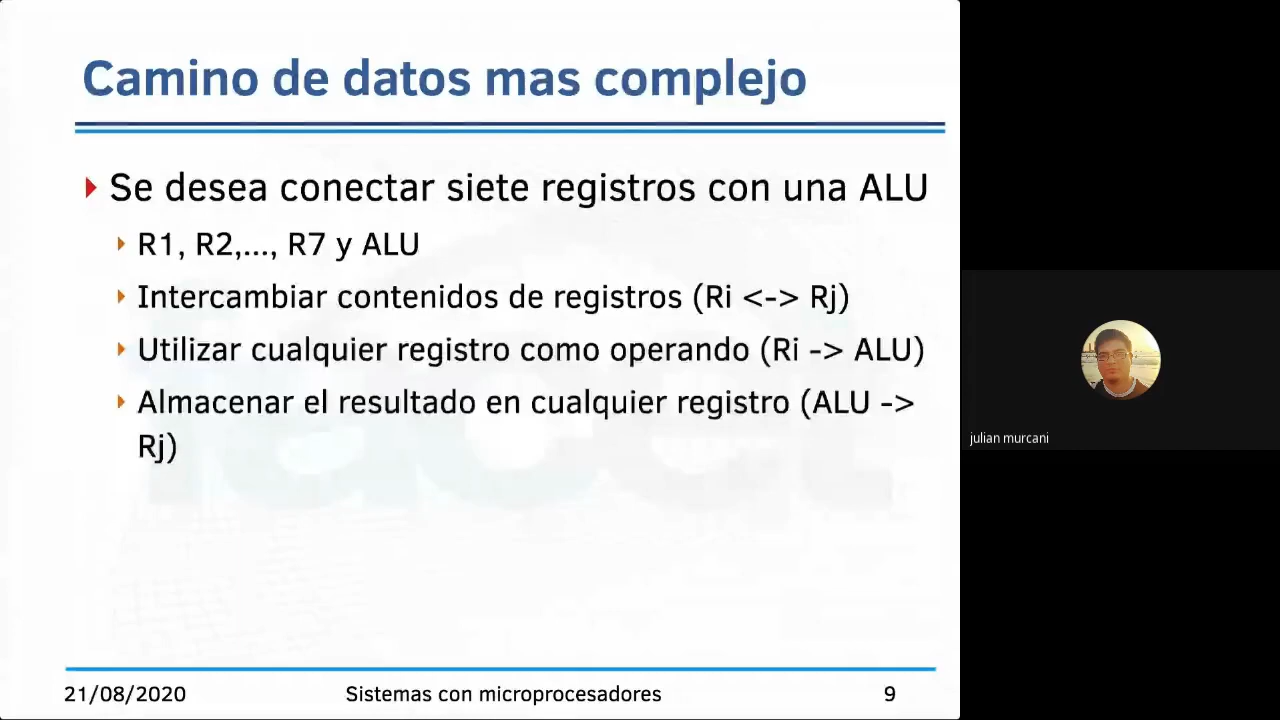 Camino de datos mas complejo
Se desea conectar siete registros con una ALU
R1, R2,..., R7 y ALU
Intercambiar contenidos de registros (Ri <-> Rj)
Utilizar cualquier registro como operando (Ri -> ALU)
Almacenar el resultado en cualquier registro (ALU ->
Rj)
julian murcani
21/08/2020 Sistemas con microprocesadores 9